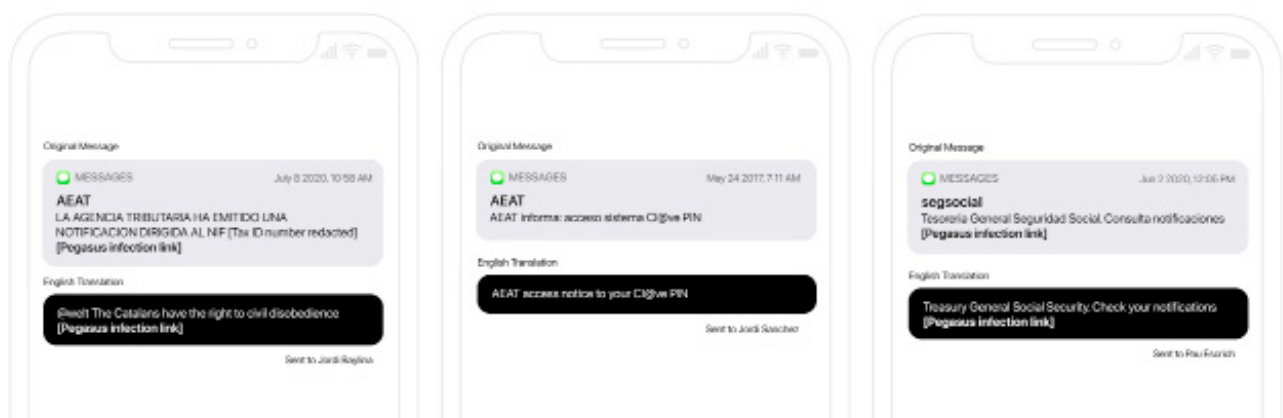 Original Message
MESSAGES July 8 2020, 10:58 AM
AEAT
LA AGENCIA TRIBUTARIA HA EMITIDO UNA
NOTIFICACION DIRIGIDA AL NIF [Tax ID number redacted]
[Pegasus infection link]
English Translation
@welt The Catalans have the right to civil disobedience
[Pegasus infection link]
Sent to Jordi Baylina
Original Message
MESSAGES May 24 2017, 7:11 AM
AEAT
AEAT informa: acceso sistema Cl@ve PIN
English Translation
AEAT access notice to your Cl@ve PIN
Sent to Jordi Sanchez
Original Message
MESSAGES Jun 2 2020, 12:05 PM
segsocial
Tesoreria General Seguridad Social. Consulta notificaciones
[Pegasus infection link]
English Translation
Treasury General Social Security. Check your notifications
[Pegasus infection link]
Sent to Pau Escrich